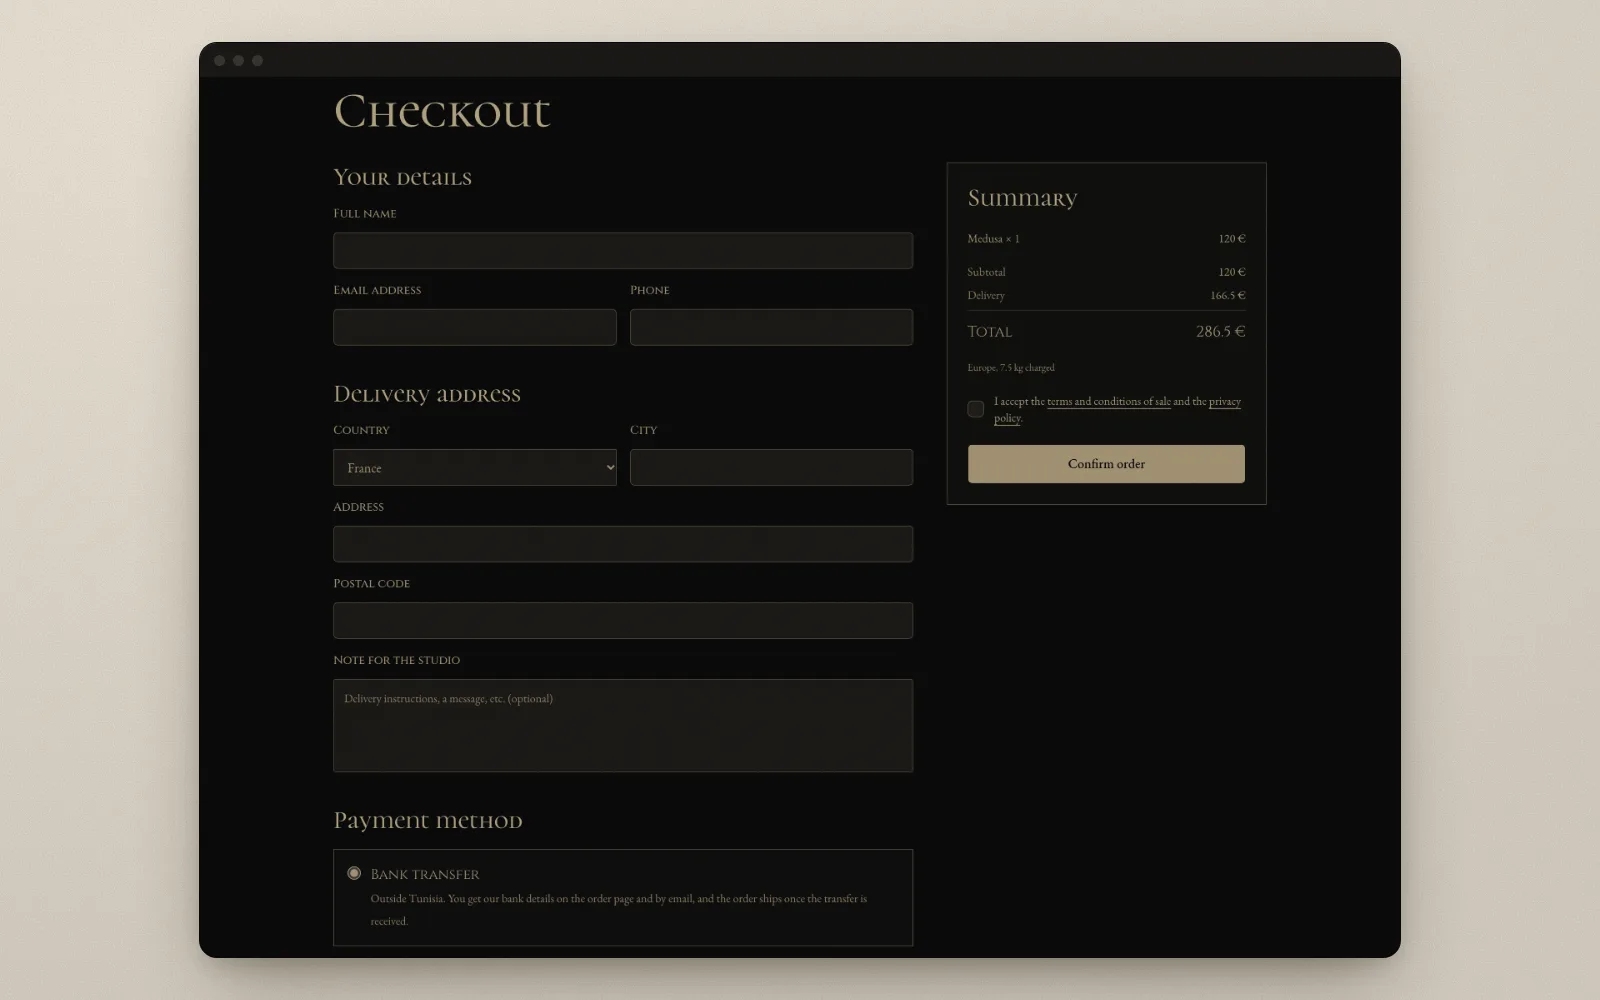 Checkout
Your details
Full name
Email address
Phone
Delivery address
Country
City
France
Address
Postal code
Note for the studio
Delivery instructions, a message, etc. (optional)
Payment method
Bank transfer
Outside Tunisia. You get our bank details on the order page and by email, and the order ships once the transfer is
received.
Summary
Medusa × 1 120 €
Subtotal 120 €
Delivery 166.5 €
Total 286.5 €
Europe, 7.5 kg charged
I accept the terms and conditions of sale and the privacy
policy.
Confirm order